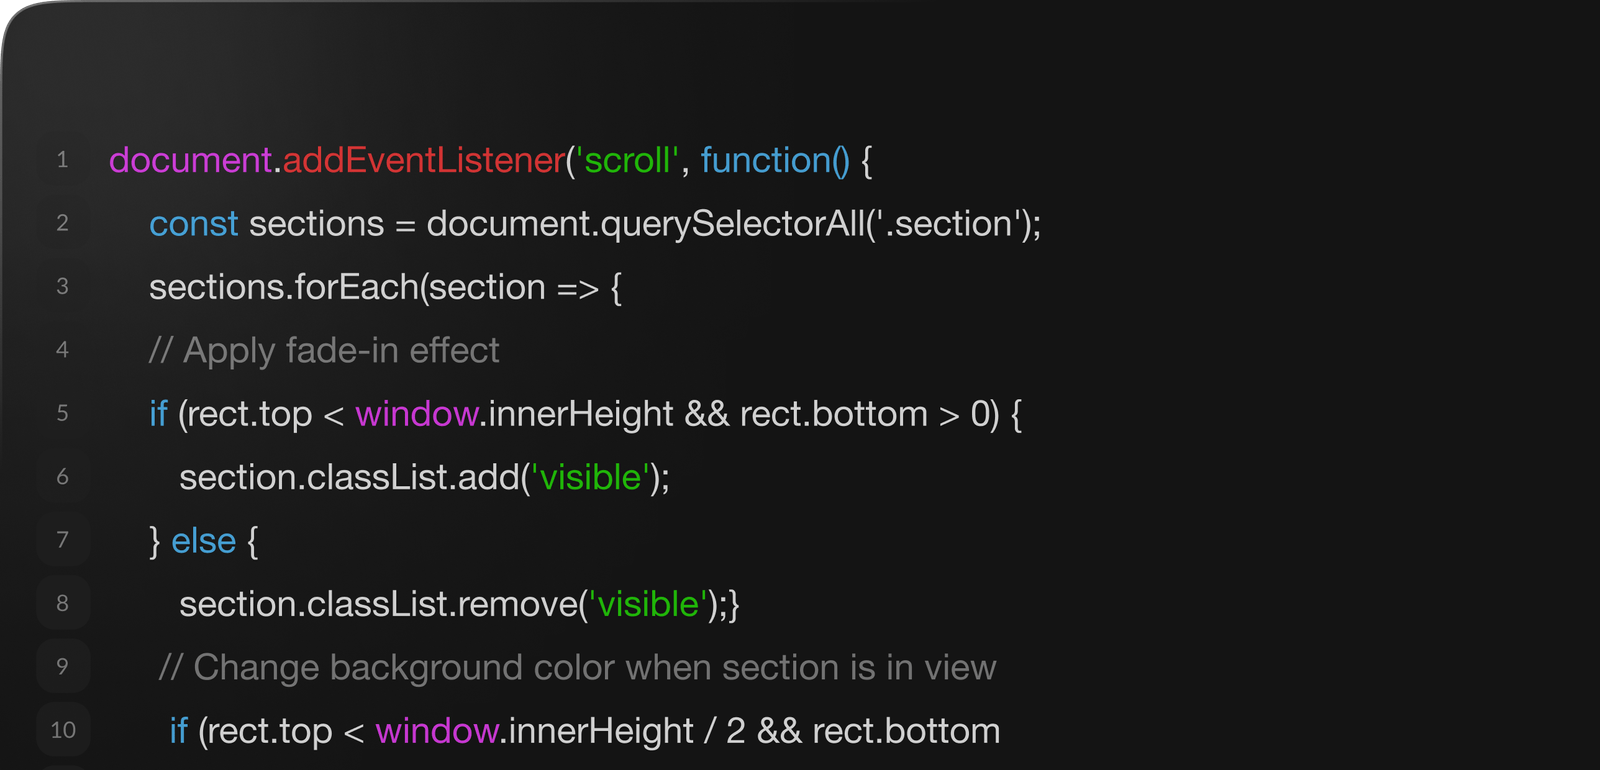 1 document.addEventListener('scroll', function() {
2 const sections = document.querySelectorAll('.section');
3 sections.forEach(section => {
4 // Apply fade-in effect
5 if (rect.top < window.innerHeight && rect.bottom > 0) {
6 section.classList.add('visible');
7 } else {
8 section.classList.remove('visible');}
9 // Change background color when section is in view
10 if (rect.top < window.innerHeight / 2 && rect.bottom